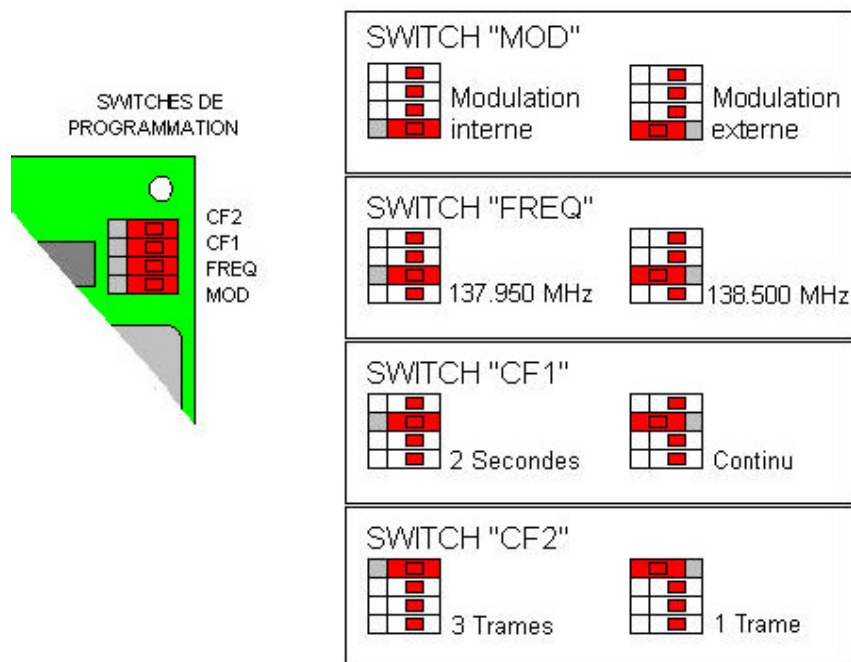 SWITCHES DE
PROGRAMMATION
CF2
CF1
FREQ
MOD
SWITCH "MOD"
Modulation
interne
Modulation
externe
SWITCH "FREQ"
137.950 MHz
138.500 MHz
SWITCH "CF1"
2 Secondes
Continu
SWITCH "CF2"
3 Trames
1 Trame